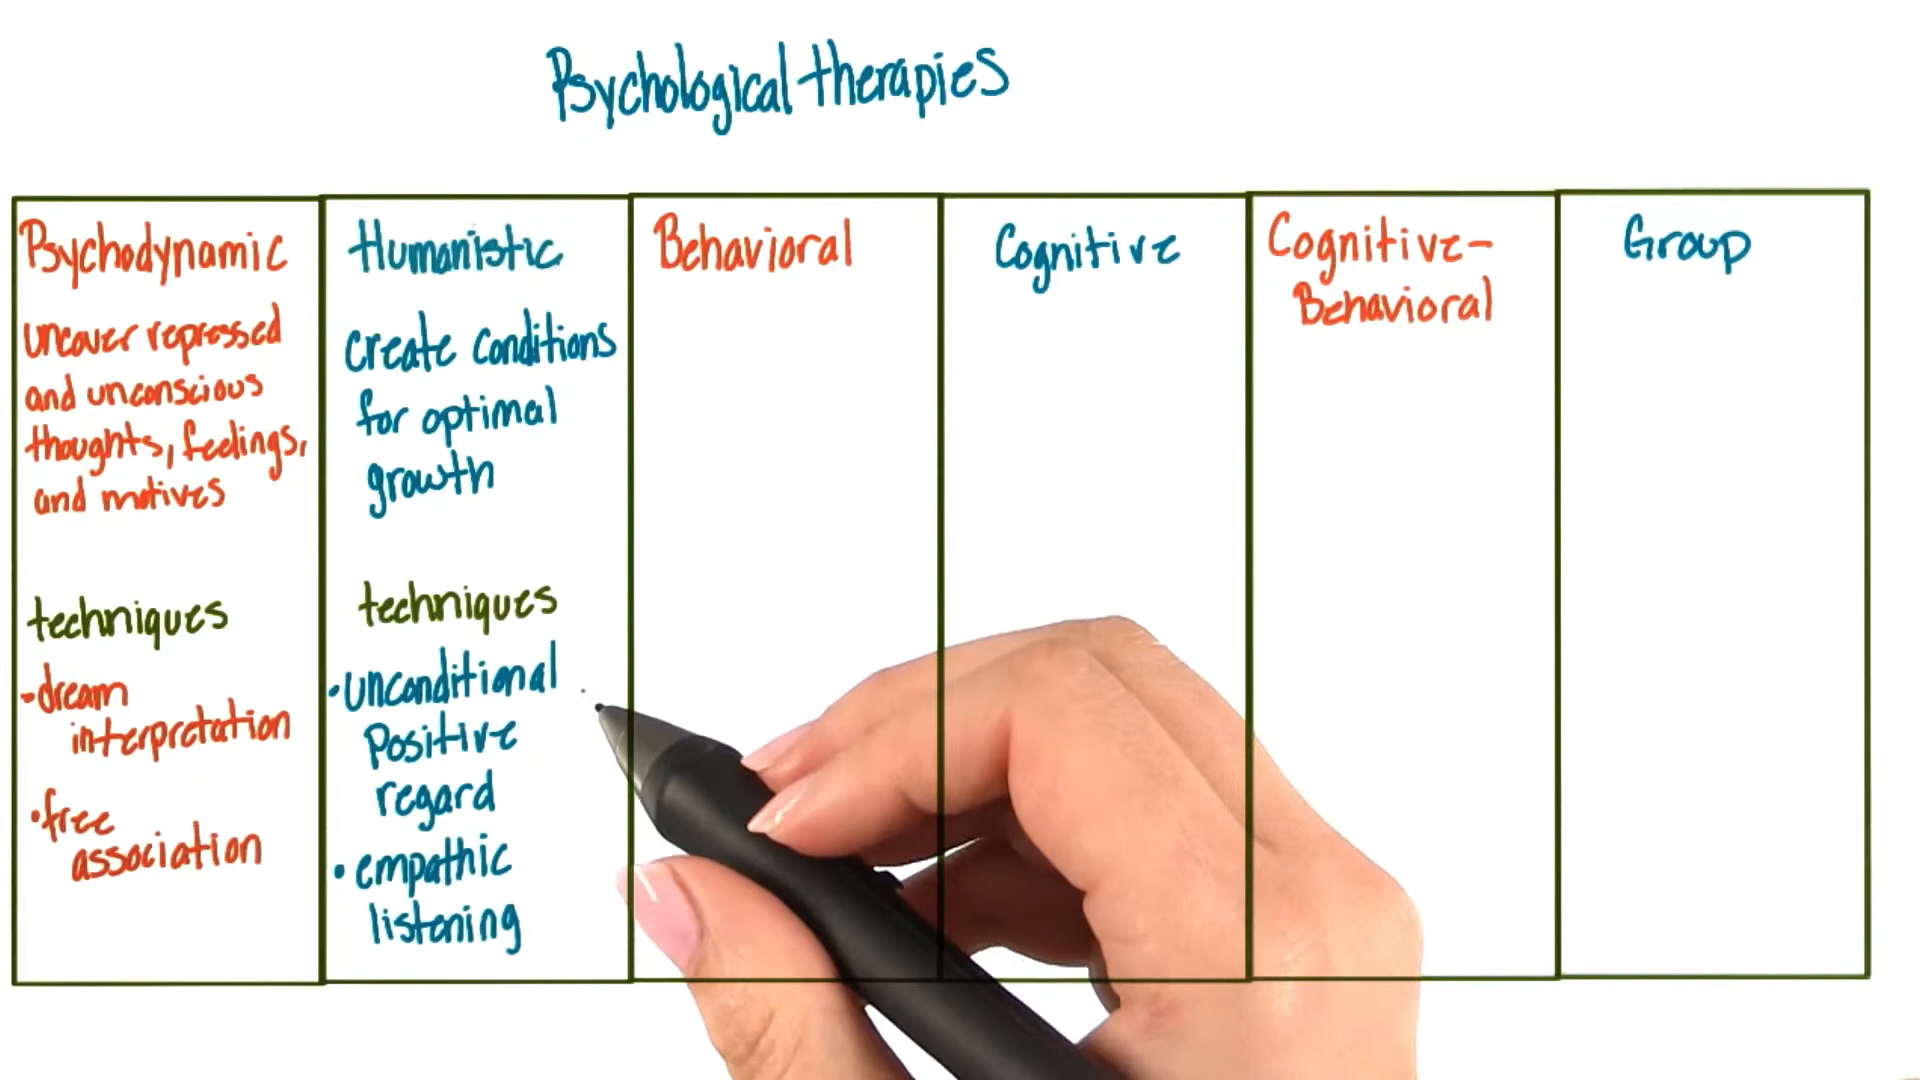 Psychological therapies
Psychodynamic
uncover repressed
and unconscious
thoughts, feelings,
and motives
techniques
•dream
interpretation
•free
association
Humanistic
create conditions
for optimal
growth
techniques
•unconditional
Positive
regard
•empathic
listening
Behavioral
Cognitive
Cognitive-
Behavioral
Group